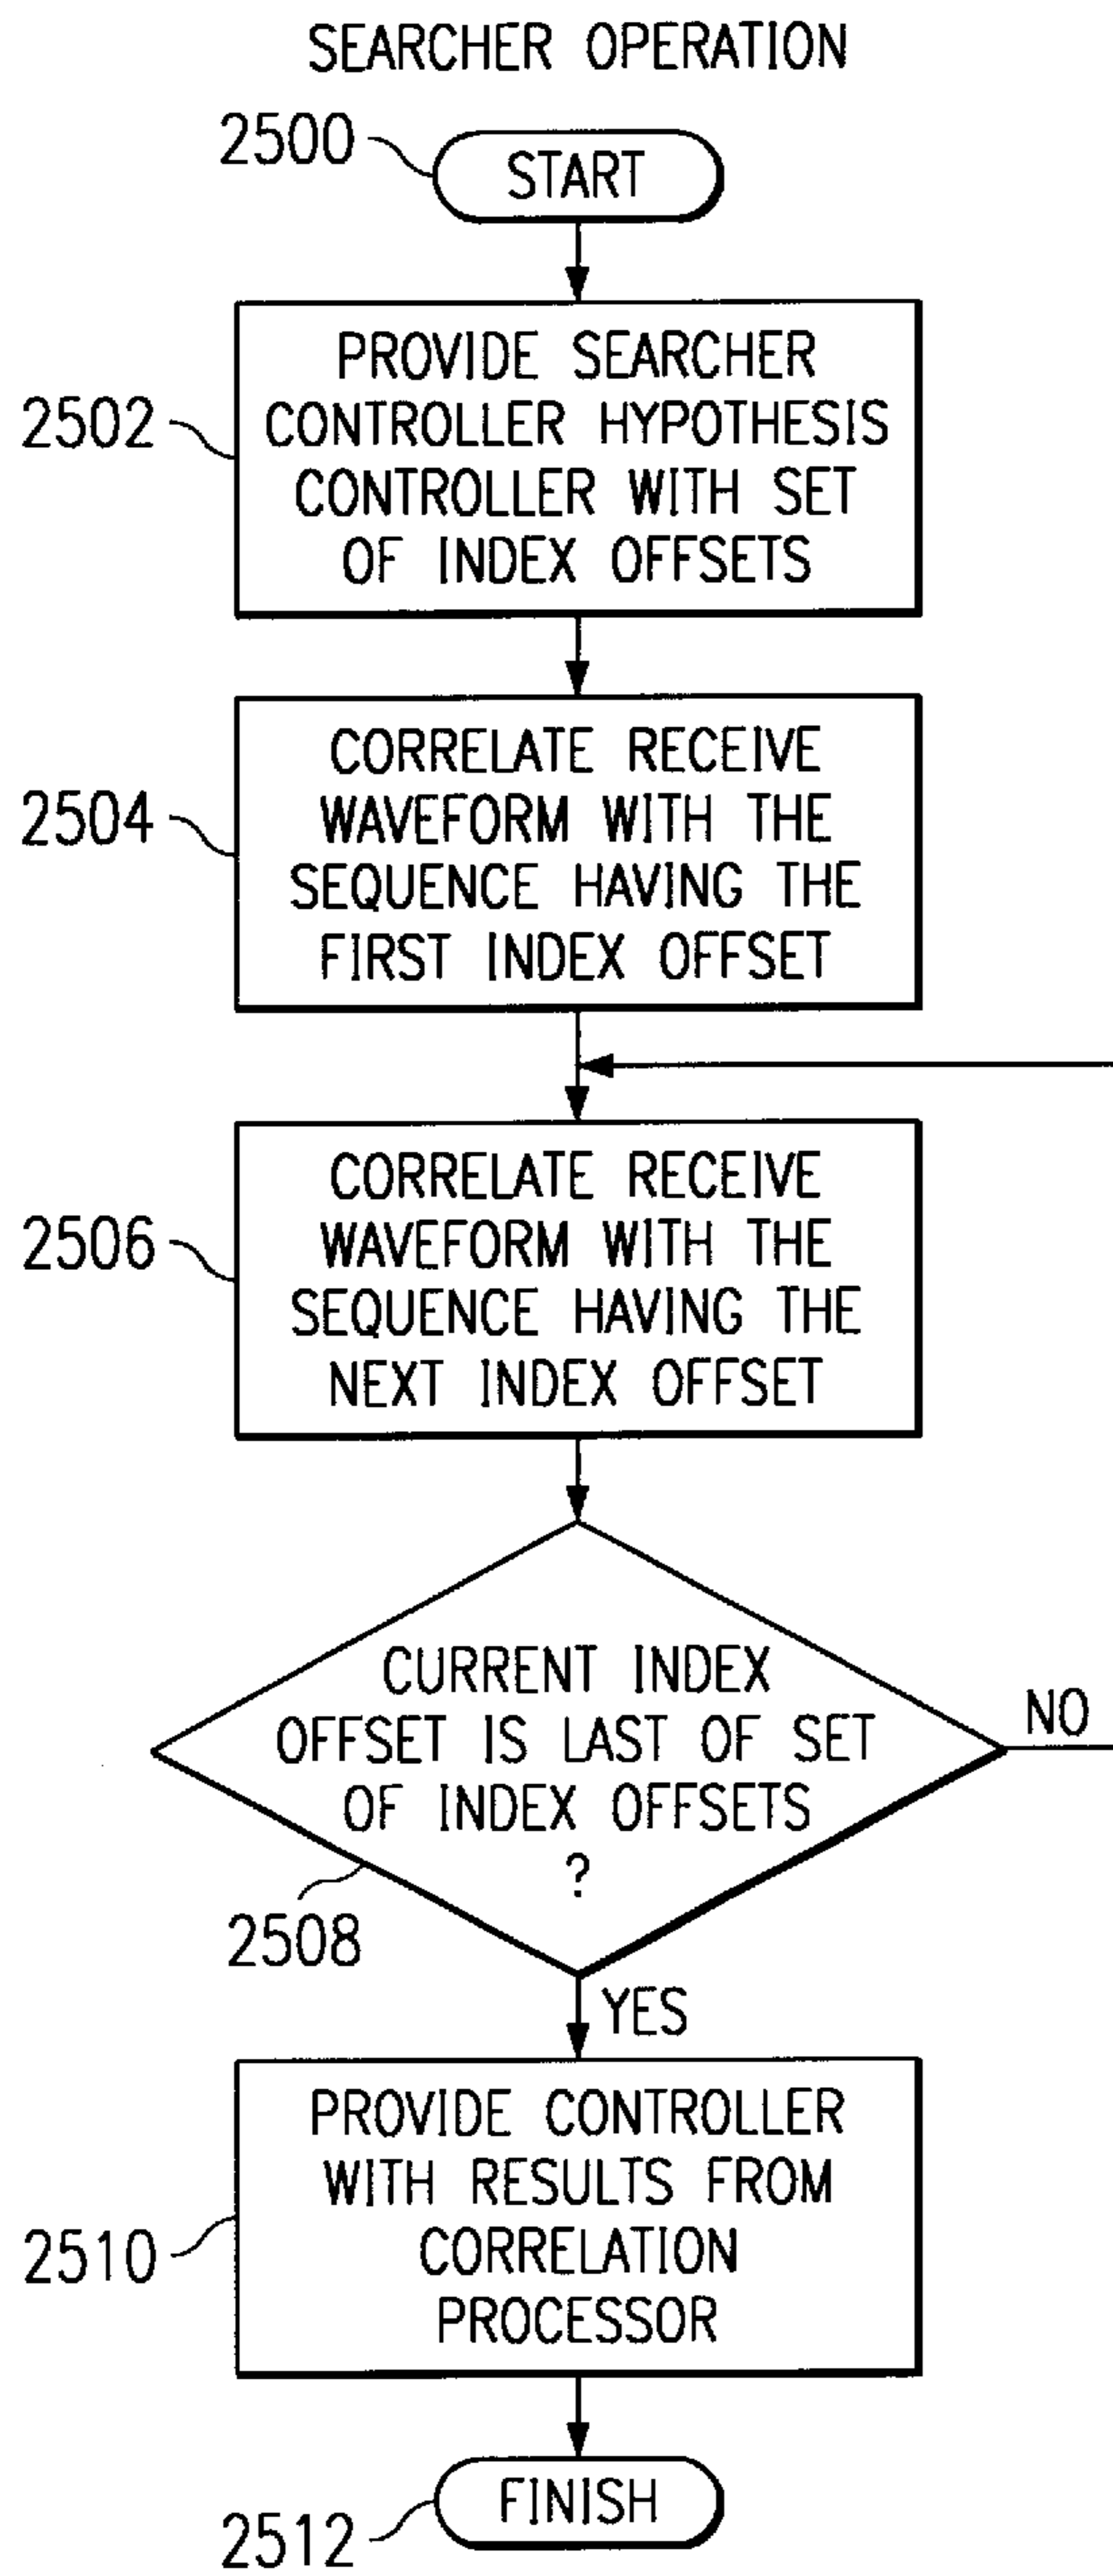 SEARCHER OPERATION
2500
START
2502
PROVIDE SEARCHER
CONTROLLER HYPOTHESIS
CONTROLLER WITH SET
OF INDEX OFFSETS
2504
CORRELATE RECEIVE
WAVEFORM WITH THE
SEQUENCE HAVING THE
FIRST INDEX OFFSET
2506
CORRELATE RECEIVE
WAVEFORM WITH THE
SEQUENCE HAVING THE
NEXT INDEX OFFSET
CURRENT INDEX
OFFSET IS LAST OF SET
OF INDEX OFFSETS
?
NO
2508
YES
2510
PROVIDE CONTROLLER
WITH RESULTS FROM
CORRELATION
PROCESSOR
2512
FINISH